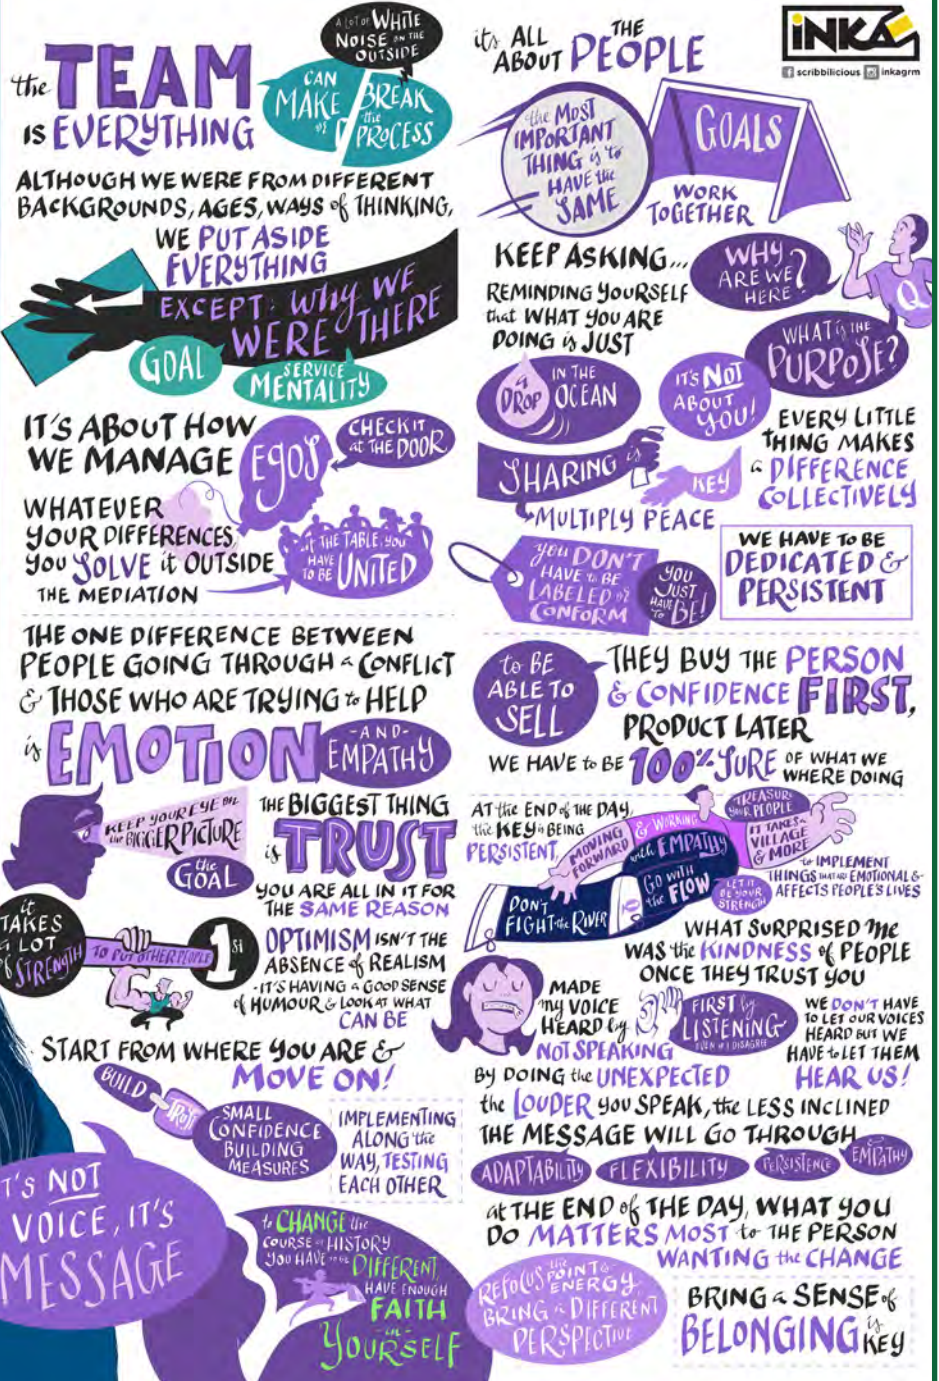 the TEAM
is EVERYTHING
A LOT OF WHITE
NOISE ON THE
OUTSIDE
CAN
MAKE
or
BREAK
the
PROCESS
ALTHOUGH WE WERE FROM DIFFERENT
BACKGROUNDS, AGES, WAYS of THINKING,
WE PUT ASIDE
EVERYTHING
EXCEPT: Why WE
WERE THERE
GOAL
SERVICE
MENTALITY
IT'S ABOUT HOW
WE MANAGE
EGOS
CHECK IT
at THE DOOR
WHATEVER
YOUR DIFFERENCES,
YOU SOLVE it OUTSIDE
THE MEDIATION
AT THE TABLE, YOU
HAVE
TO BE UNITED
THE ONE DIFFERENCE BETWEEN
PEOPLE GOING THROUGH a CONFLICT
& THOSE WHO ARE TRYING to HELP
is EMOTION
-AND-
EMPATHY
KEEP YOUR EYE ON
the BIGGER PICTURE
the
GOAL
THE BIGGEST THING
is TRUST
YOU ARE ALL IN IT FOR
THE SAME REASON
it
TAKES
A LOT
of STRENGTH
TO PUT OTHER PEOPLE
1st
OPTIMISM ISN'T THE
ABSENCE of REALISM
- IT'S HAVING a GOOD SENSE
of HUMOUR & LOOK AT WHAT
CAN BE
START FROM WHERE YOU ARE &
MOVE ON!
BUILD
TRUST
SMALL
CONFIDENCE
BUILDING
MEASURES
IMPLEMENTING
ALONG the
WAY, TESTING
EACH OTHER
IT'S NOT
VOICE, IT'S
MESSAGE
to CHANGE the
COURSE of HISTORY
YOU HAVE to be
DIFFERENT,
HAVE ENOUGH
FAITH
-in-
YOURSELF
it's ALL
ABOUT THE
PEOPLE
INKA
scribbilicious inkagrm
the MOST
IMPORTANT
THING is to
HAVE the
SAME
GOALS
WORK
TOGETHER
KEEP ASKING...
WHY
ARE WE
HERE?
Q
REMINDING YOURSELF
that WHAT YOU ARE
DOING is JUST
WHAT is THE
PURPOSE?
a
DROP
IN THE
OCEAN
IT'S NOT
ABOUT
YOU!
EVERY LITTLE
THING MAKES
a DIFFERENCE
COLLECTIVELY
SHARING is
KEY
MULTIPLY PEACE
YOU DON'T
HAVE to BE
LABELED or
CONFORM
YOU
JUST
HAVE to
BE!
WE HAVE TO BE
DEDICATED &
PERSISTENT
to BE
ABLE TO
SELL
THEY BUY THE PERSON
& CONFIDENCE FIRST,
PRODUCT LATER
WE HAVE to BE 100% SURE OF WHAT WE
WHERE DOING
AT the END of the DAY,
the KEY is BEING
PERSISTENT,
MOVING
FORWARD
& WORKING
with EMPATHY
TREASURE
YOUR PEOPLE
IT TAKES a
VILLAGE
& MORE
to IMPLEMENT
THINGS that are EMOTIONAL &
AFFECTS PEOPLE'S LIVES
GO WITH
the FLOW
LET IT
BE YOUR
STRENGTH
DON'T
FIGHT the RIVER
WHAT SURPRISED ME
WAS the KINDNESS of PEOPLE
ONCE THEY TRUST YOU
MADE
my VOICE
HEARD by
NOT SPEAKING
FIRST by
LISTENING
EVEN if I DISAGREE
WE DON'T HAVE
TO LET OUR VOICES
HEARD BUT WE
HAVE to LET THEM
HEAR US!
BY DOING the UNEXPECTED
the LOUDER YOU SPEAK, the LESS INCLINED
THE MESSAGE WILL GO THROUGH
ADAPTABILITY
FLEXIBILITY
PERSISTENCE
&
EMPATHY
at THE END of THE DAY, WHAT YOU
DO MATTERS MOST to THE PERSON
WANTING the CHANGE
REFOCUS the POINT &
ENERGY,
BRING a DIFFERENT
PERSPECTIVE
BRING a SENSE of
BELONGING is
KEY